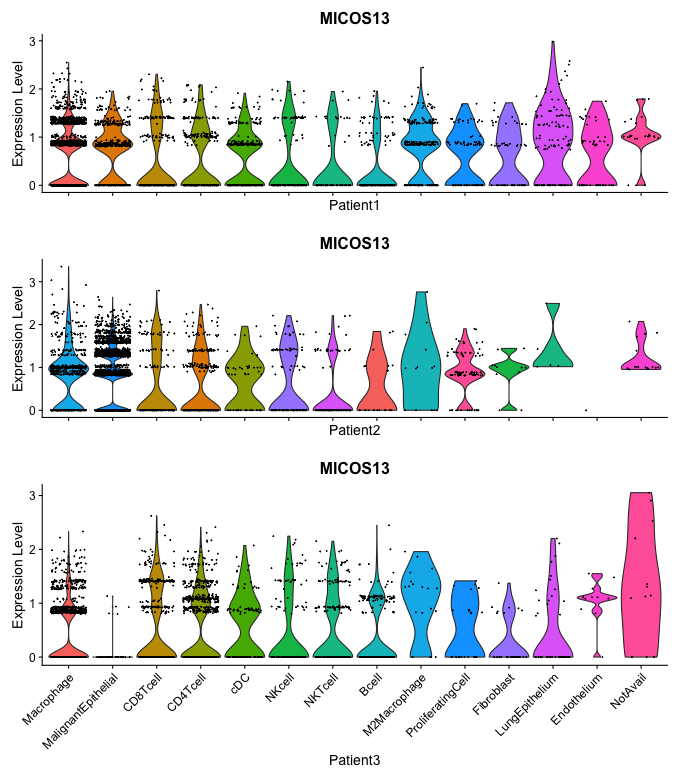 MICOS13
Expression Level
3
2
1
0
Patient1
MICOS13
Expression Level
3
2
1
0
Patient2
MICOS13
Expression Level
3
2
1
0
Macrophage
MalignantEpithelial
CD8Tcell
CD4Tcell
cDC
NKcell
NKTcell
Bcell
M2Macrophage
ProliferatingCell
Fibroblast
LungEpithelium
Endothelium
NotAvail
Patient3